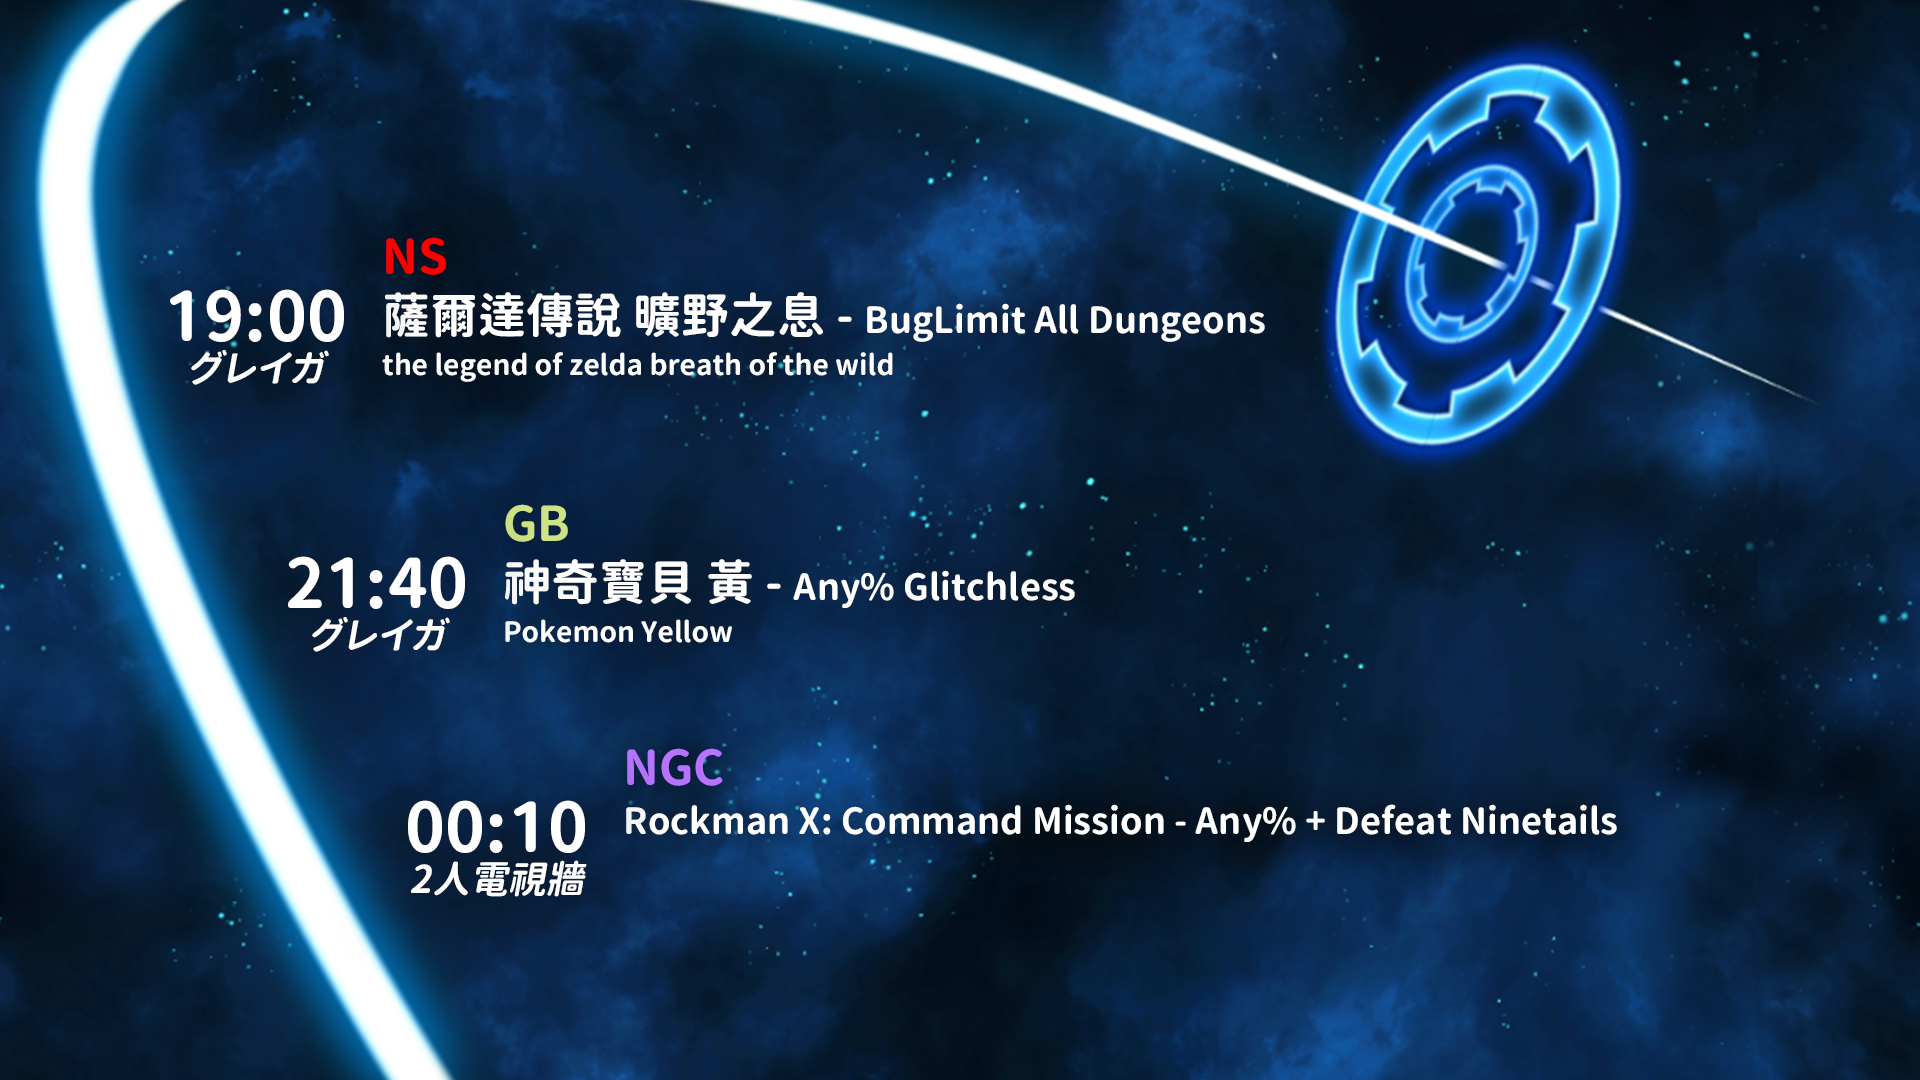 NS
19:00
薩爾達傳說 曠野之息 - BugLimit All Dungeons
グレイガ
the legend of zelda breath of the wild
GB
21:40
神奇寶貝 黃 - Any% Glitchless
グレイガ
Pokemon Yellow
NGC
00:10
Rockman X: Command Mission - Any% + Defeat Ninetails
2人電視牆